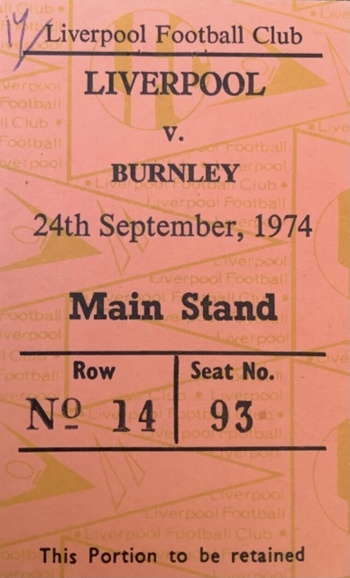 14
Liverpool Football Club
LIVERPOOL
v.
BURNLEY
24th September, 1974
Main Stand
Row Seat No.
Nº 14 93
This Portion to be retained